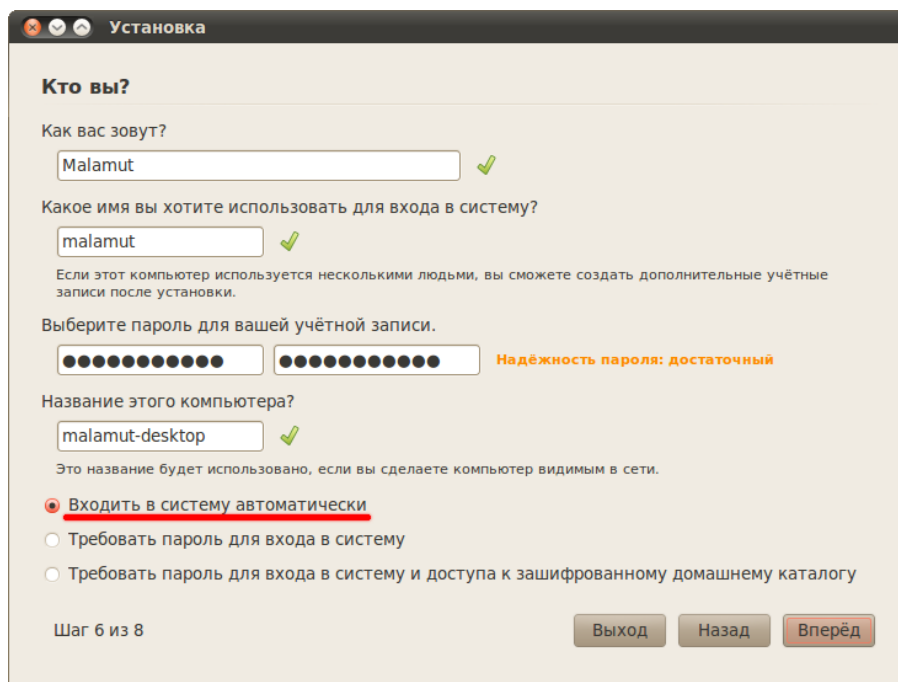 Установка
Кто вы?
Как вас зовут?
Malamut
Какое имя вы хотите использовать для входа в систему?
malamut
Если этот компьютер используется несколькими людьми, вы сможете создать дополнительные учётные
записи после установки.
Выберите пароль для вашей учётной записи.
●●●●●●●●●●● ●●●●●●●●●●● Надёжность пароля: достаточный
Название этого компьютера?
malamut-desktop
Это название будет использовано, если вы сделаете компьютер видимым в сети.
Входить в систему автоматически
Требовать пароль для входа в систему
Требовать пароль для входа в систему и доступа к зашифрованному домашнему каталогу
Шаг 6 из 8 Выход Назад Вперёд